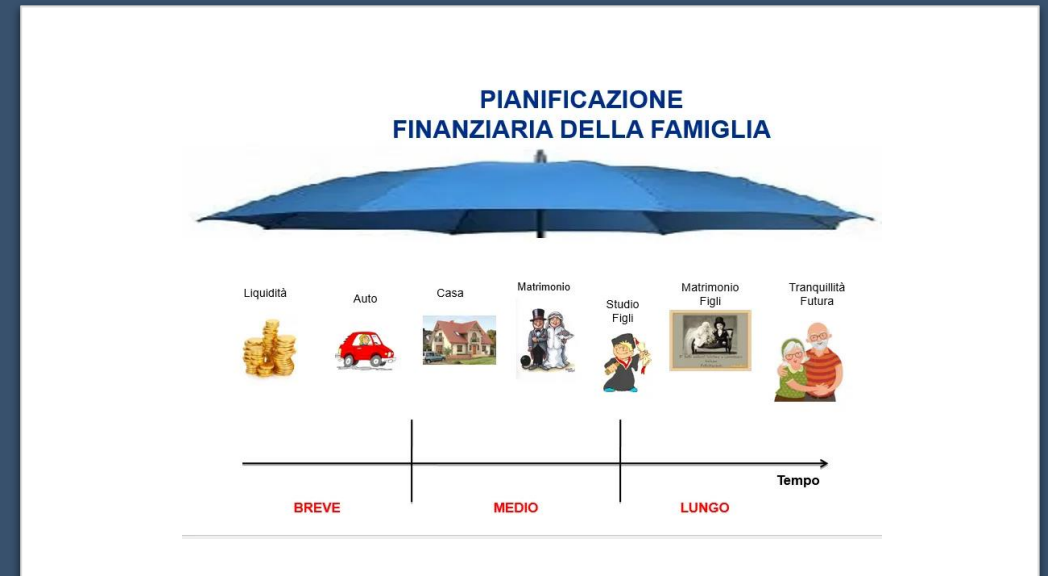 PIANIFICAZIONE
FINANZIARIA DELLA FAMIGLIA
Liquidità
Auto
Casa
Matrimonio
Studio
Figli
Matrimonio
Figli
Tranquillità
Futura
Tempo
BREVE
MEDIO
LUNGO